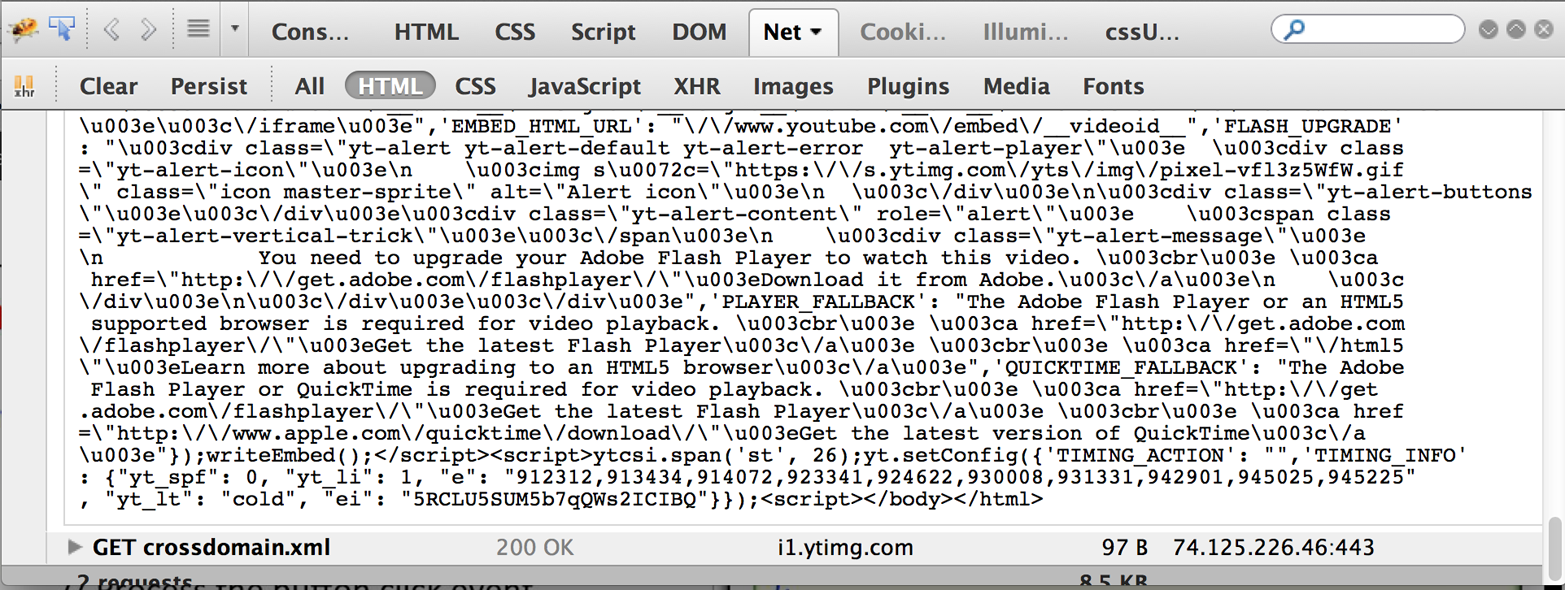 Cons... HTML CSS Script DOM Net Cooki... Illumi... cssU...
xhr Clear Persist All HTML CSS JavaScript XHR Images Plugins Media Fonts
\u003e\u003c\/iframe\u003e",'EMBED_HTML_URL': "\/\/www.youtube.com\/embed\/__videoid__",'FLASH_UPGRADE'
: "\u003cdiv class=\"yt-alert yt-alert-default yt-alert-error  yt-alert-player\"\u003e  \u003cdiv class
=\"yt-alert-icon\"\u003e\n    \u003cimg s\u0072c=\"https:\/\/s.ytimg.com\/yts\/img\/pixel-vfl3z5WfW.gif
\" class=\"icon master-sprite\" alt=\"Alert icon\"\u003e\n  \u003c\/div\u003e\n\u003cdiv class=\"yt-alert-buttons
\"\u003e\u003c\/div\u003e\u003cdiv class=\"yt-alert-content\" role=\"alert\"\u003e    \u003cspan class
=\"yt-alert-vertical-trick\"\u003e\u003c\/span\u003e\n    \u003cdiv class=\"yt-alert-message\"\u003e
\n            You need to upgrade your Adobe Flash Player to watch this video. \u003cbr\u003e \u003ca
href=\"http:\/\/get.adobe.com\/flashplayer\/\"\u003eDownload it from Adobe.\u003c\/a\u003e\n    \u003c
\/div\u003e\n\u003c\/div\u003e\u003c\/div\u003e",'PLAYER_FALLBACK': "The Adobe Flash Player or an HTML5
supported browser is required for video playback. \u003cbr\u003e \u003ca href=\"http:\/\/get.adobe.com
\/flashplayer\/\"\u003eGet the latest Flash Player\u003c\/a\u003e \u003cbr\u003e \u003ca href=\"\/html5
\"\u003eLearn more about upgrading to an HTML5 browser\u003c\/a\u003e",'QUICKTIME_FALLBACK': "The Adobe
Flash Player or QuickTime is required for video playback. \u003cbr\u003e \u003ca href=\"http:\/\/get
.adobe.com\/flashplayer\/\"\u003eGet the latest Flash Player\u003c\/a\u003e \u003cbr\u003e \u003ca href
=\"http:\/\/www.apple.com\/quicktime\/download\/\"\u003eGet the latest version of QuickTime\u003c\/a
\u003e"});writeEmbed();</script><script>ytcsi.span('st', 26);yt.setConfig({'TIMING_ACTION': "",'TIMING_INFO'
: {"yt_spf": 0, "yt_li": 1, "e": "912312,913434,914072,923341,924622,930008,931331,942901,945025,945225"
, "yt_lt": "cold", "ei": "5RCLU5SUM5b7qQWs2ICIBQ"}});<script></body></html>
GET crossdomain.xml 200 OK i1.ytimg.com 97 B 74.125.226.46:443
2 requests 8.5 KB